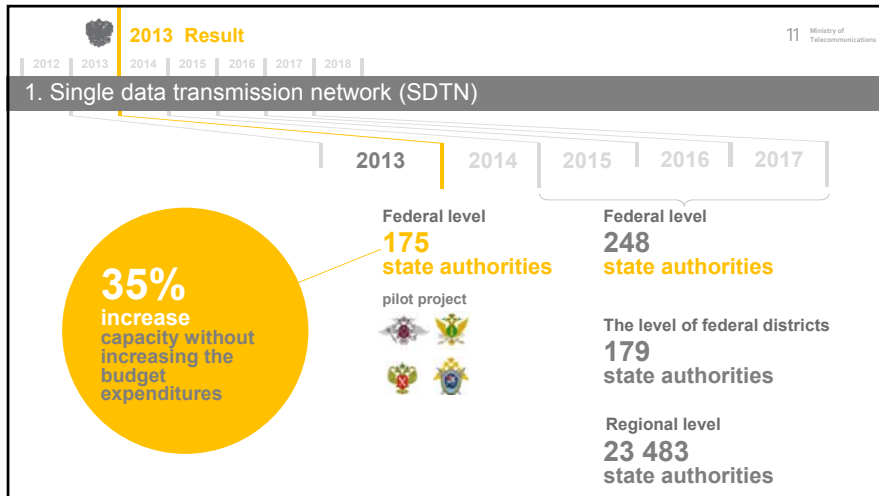 2013 Result
11 Ministry of
Telecommunications
2012 2013 2014 2015 2016 2017 2018
1. Single data transmission network (SDTN)
2013 2014 2015 2016 2017
35%
increase
capacity without
increasing the
budget
expenditures
Federal level
175
state authorities
pilot project
Federal level
248
state authorities
The level of federal districts
179
state authorities
Regional level
23 483
state authorities